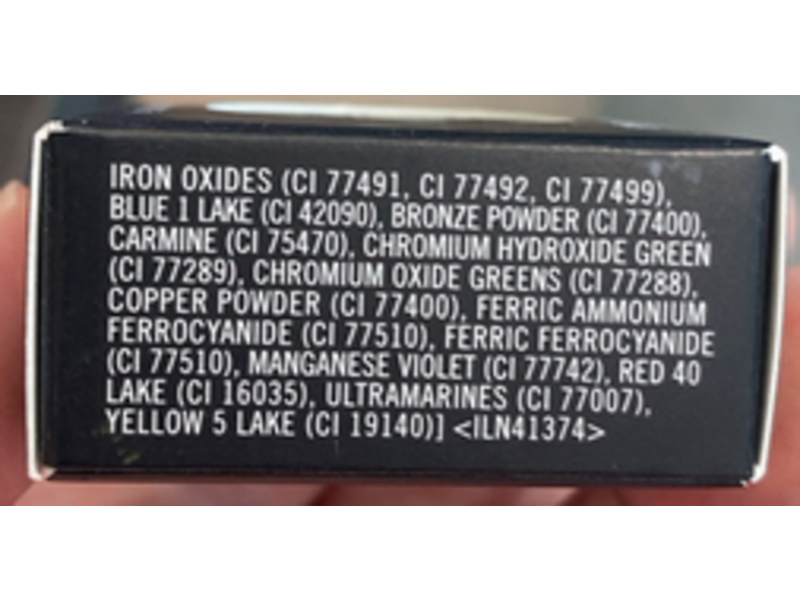 IRON OXIDES (CI 77491, CI 77492, CI 77499),
BLUE 1 LAKE (CI 42090), BRONZE POWDER (CI 77400),
CARMINE (CI 75470), CHROMIUM HYDROXIDE GREEN
(CI 77289), CHROMIUM OXIDE GREENS (CI 77288),
COPPER POWDER (CI 77400), FERRIC AMMONIUM
FERROCYANIDE (CI 77510), FERRIC FERROCYANIDE
(CI 77510), MANGANESE VIOLET (CI 77742), RED 40
LAKE (CI 16035), ULTRAMARINES (CI 77007),
YELLOW 5 LAKE (CI 19140)] <ILN41374>